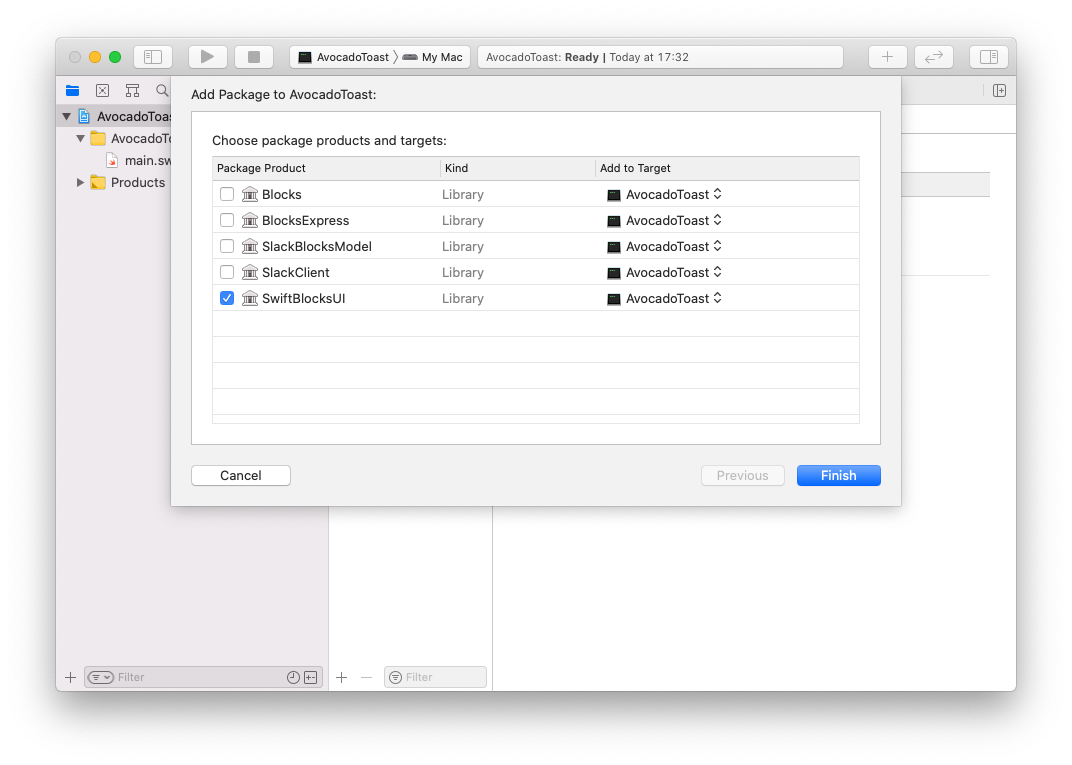 AvocadoToast My Mac
AvocadoToast: Ready | Today at 17:32
Add Package to AvocadoToast:
AvocadoToas
AvocadoTo
main.sw
Products
Choose package products and targets:
Package Product Kind Add to Target
Blocks Library AvocadoToast
BlocksExpress Library AvocadoToast
SlackBlocksModel Library AvocadoToast
SlackClient Library AvocadoToast
SwiftBlocksUI Library AvocadoToast
Cancel Previous Finish
Filter Filter